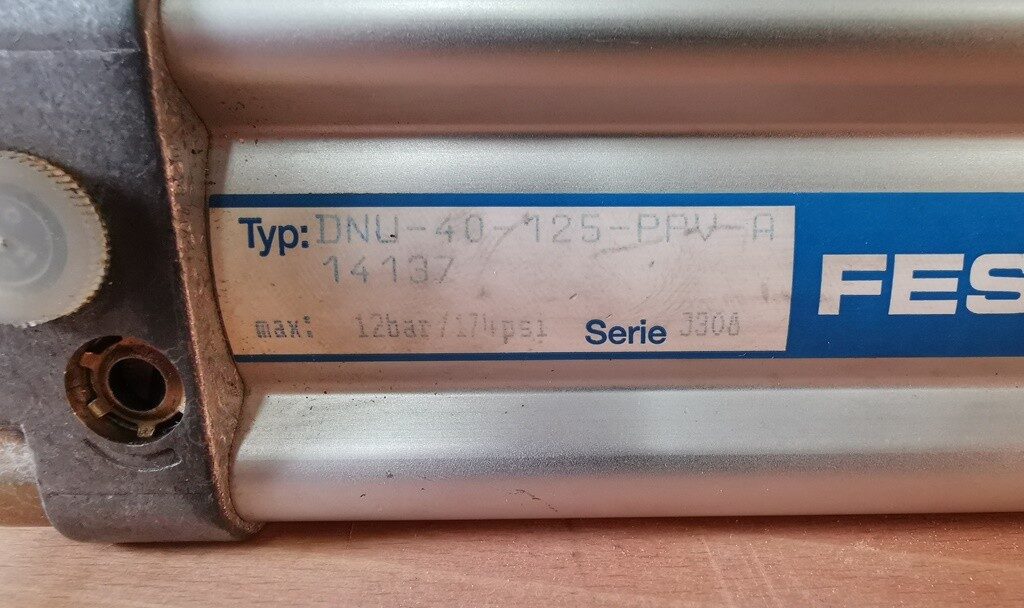 Typ: DNU-40-125-PPV-A
14137
max: 12bar/174psi Serie J308
FES